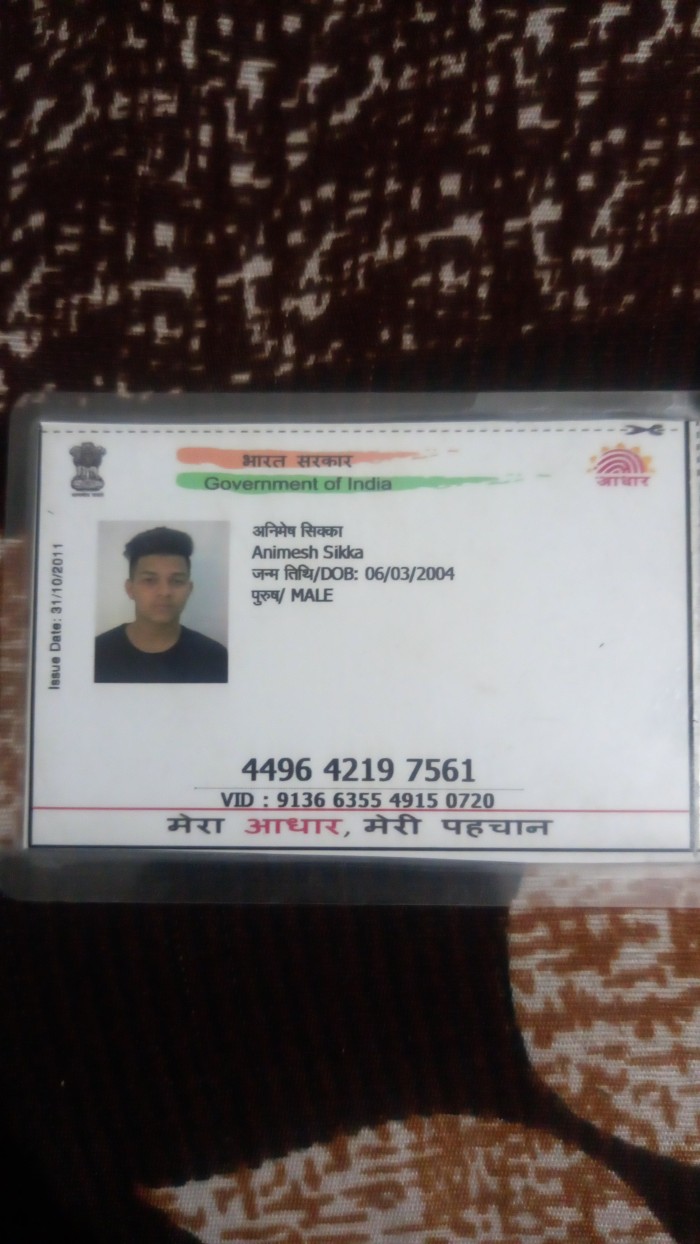 भारत सरकार
Government of India
आधार
Issue Date: 31/10/2011
अनिमेष सिक्का
Animesh Sikka
जन्म तिथि/DOB: 06/03/2004
पुरुष/ MALE
4496 4219 7561
VID : 9136 6355 4915 0720
मेरा आधार, मेरी पहचान